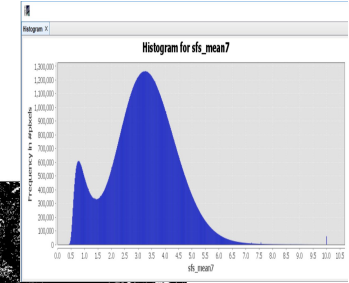 Histogram ×
Histogram for sfs_mean7
Frequency in #pixels
1,300,000
1,200,000
1,100,000
1,000,000
900,000
800,000
700,000
600,000
500,000
400,000
300,000
200,000
100,000
0
0.0 0.5 1.0 1.5 2.0 2.5 3.0 3.5 4.0 4.5 5.0 5.5 6.0 6.5 7.0 7.5 8.0 8.5 9.0 9.5 10.0 10.5
sfs_mean7